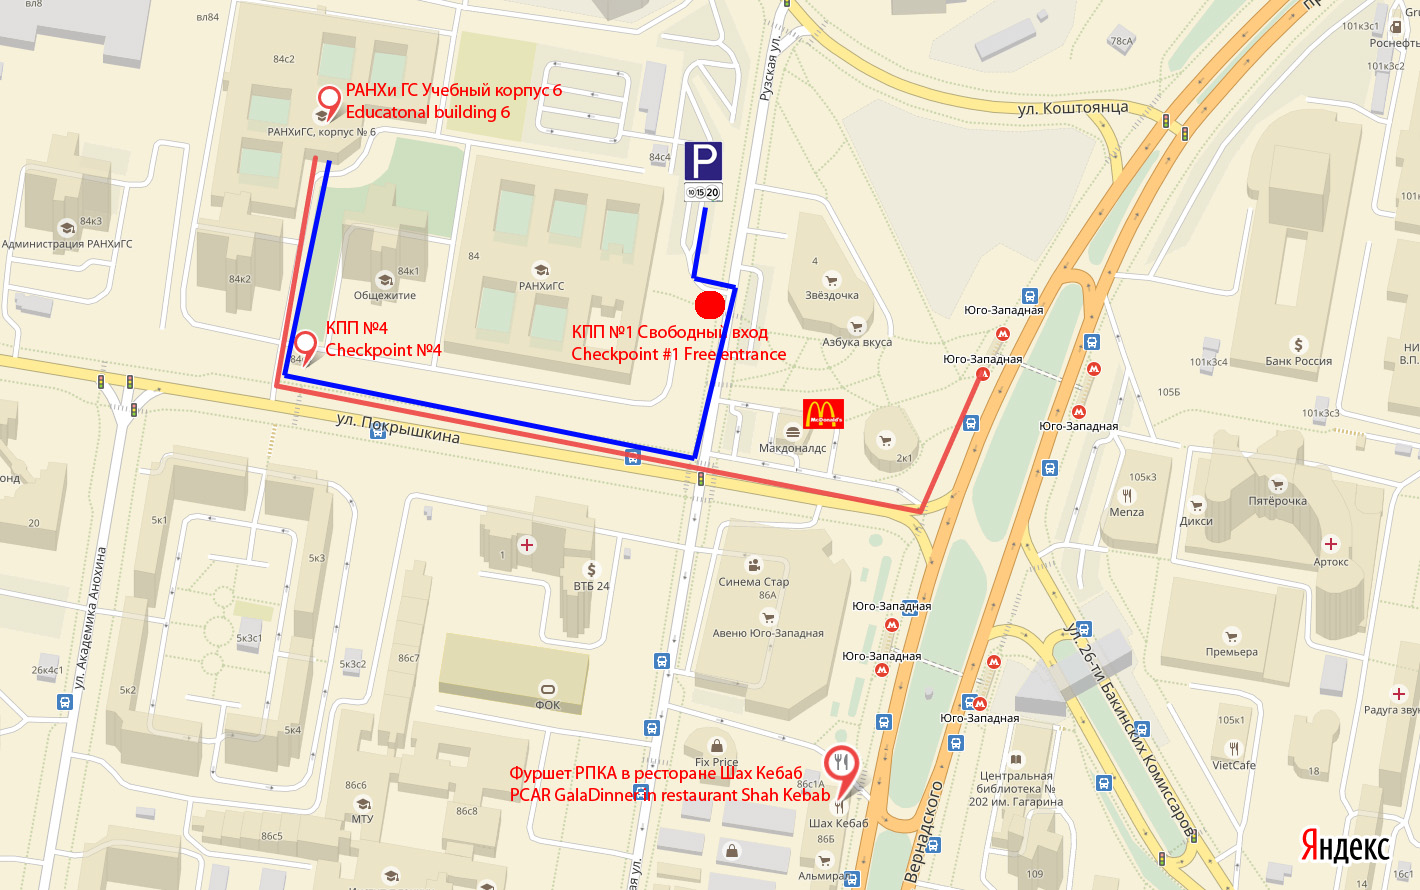 вл8
вл84
84с2
РАНХи ГС Учебный корпус 6
Educatonal building 6
РАНХиГС, корпус № 6
84к3
Администрация РАНХиГС
84к2
84к1
Общежитие
84
РАНХиГС
84с4
P
10 15 20
Рузская ул.
ул. Коштоянца
78сА
101к3с1
Роснефть
101к3с2
101к3с
4
Звёздочка
Азбука вкуса
КПП №1 Свободный вход
Checkpoint #1 Free entrance
КПП №4
Checkpoint №4
ул. Покрышкина
McDonald's
Макдоналдс
2к1
Юго-Западная
Юго-Западная
Юго-Западная
Банк Россия
105Б
101к3с4
101к3с3
НИ
В.П.
105к3
Menza
Дикси
Пятёрочка
Артокс
20
5к1
5к3
5к3с1
5к3с2
5к2
5к4
26к4с1
ул. Академика Анохина
1
ВТБ 24
86с7
ФОК
Синема Стар
86А
Авеню Юго-Западная
Юго-Западная
Юго-Западная
Юго-Западная
ул. 26-ти Бакинских Комиссаров
Премьера
Радуга звук
105к1
VietCafe
18
Fix Price
86с1А
Фуршет РПКА в ресторане Шах Кебаб
PCAR GalaDinner in restaurant Shah Kebab
Шах Кебаб
86Б
Альмирал
МТУ
86с5
86с6
86с8
Центральная
библиотека №
202 им. Гагарина
Вернадского
109
16с1
Яндекс